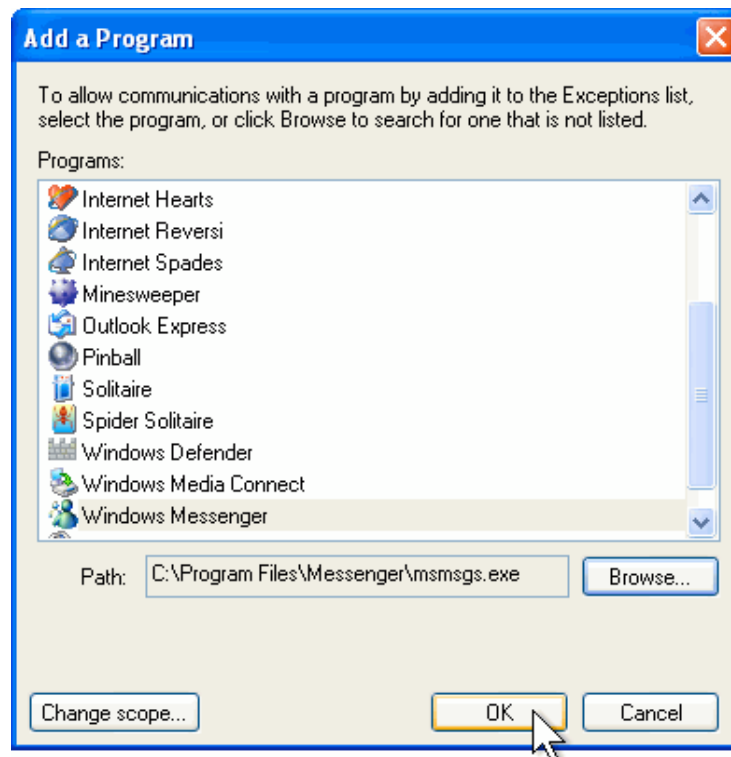 Add a Program
To allow communications with a program by adding it to the Exceptions list,
select the program, or click Browse to search for one that is not listed.
Programs:
Internet Hearts
Internet Reversi
Internet Spades
Minesweeper
Outlook Express
Pinball
Solitaire
Spider Solitaire
Windows Defender
Windows Media Connect
Windows Messenger
Path: C:\Program Files\Messenger\msmsgs.exe Browse...
Change scope... OK Cancel